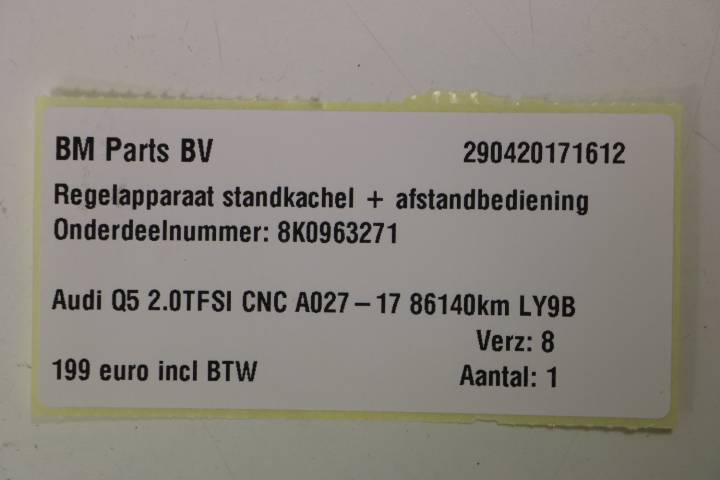 BM Parts BV 290420171612
Regelapparaat standkachel + afstandbediening
Onderdeelnummer: 8K0963271
Audi Q5 2.0TFSI CNC A027-17 86140km LY9B
Verz: 8
199 euro incl BTW Aantal: 1